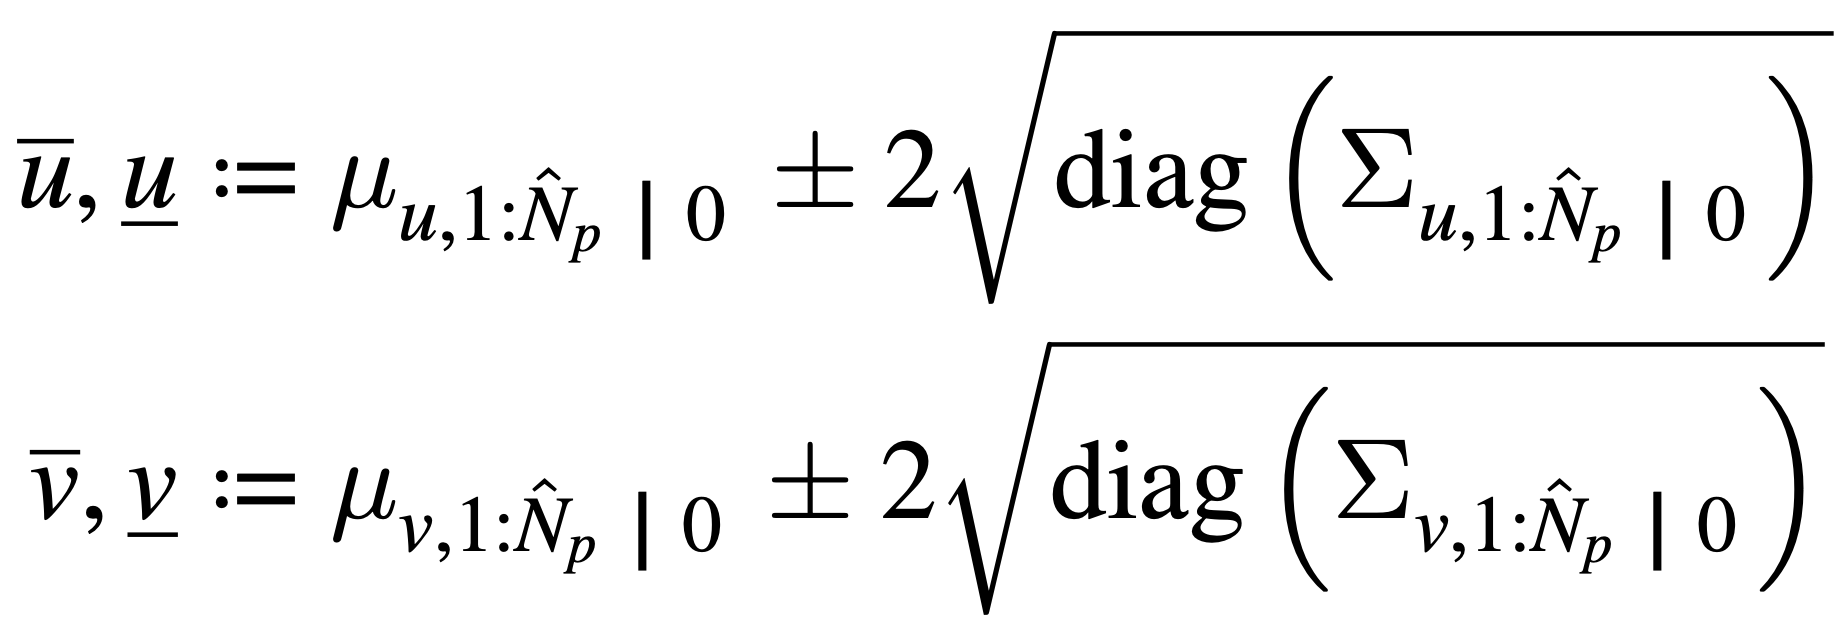 $\overline{u}, \underline{u} := \mu_{u,1:\hat{N}_p \mid 0} \pm 2\sqrt{\operatorname{diag}\left(\Sigma_{u,1:\hat{N}_p \mid 0}\right)}$
$\overline{v}, \underline{v} := \mu_{v,1:\hat{N}_p \mid 0} \pm 2\sqrt{\operatorname{diag}\left(\Sigma_{v,1:\hat{N}_p \mid 0}\right)}$